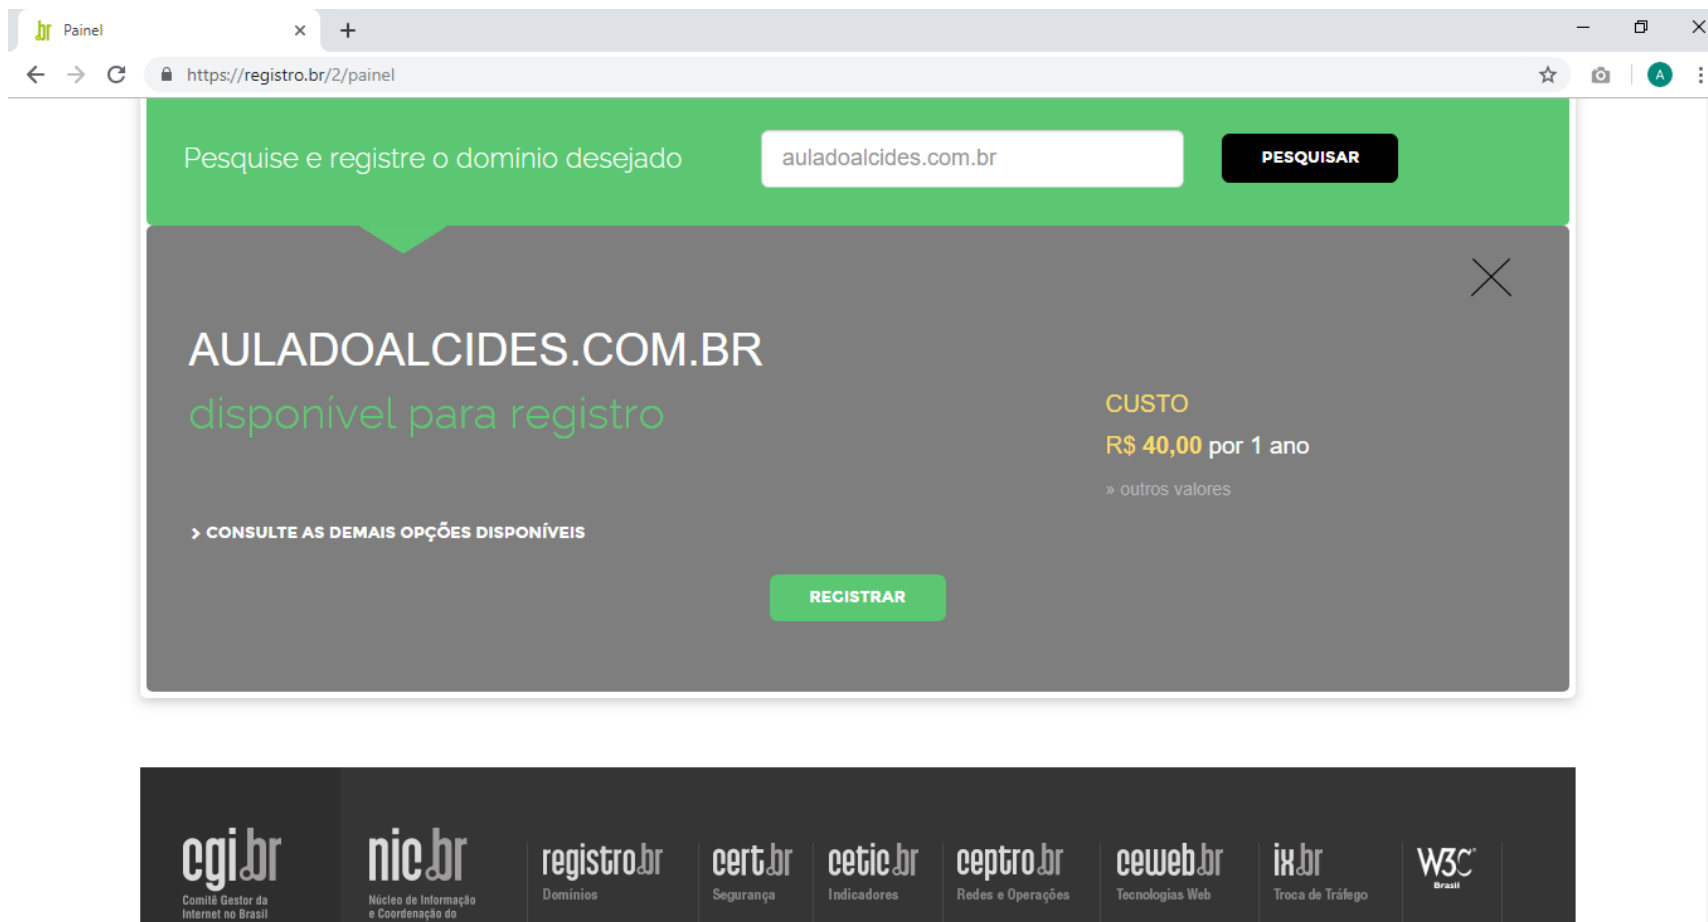 Painel
https://registro.br/2/painel
A
Pesquise e registre o domínio desejado
auladoalcides.com.br
PESQUISAR
AULADOALCIDES.COM.BR
disponível para registro
CUSTO
R$ 40,00 por 1 ano
» outros valores
> CONSULTE AS DEMAIS OPÇÕES DISPONÍVEIS
REGISTRAR
cgi.br
Comitê Gestor da
Internet no Brasil
nic.br
Núcleo de Informação
e Coordenação do
registro.br
Domínios
cert.br
Segurança
cetic.br
Indicadores
ceptro.br
Redes e Operações
ceweb.br
Tecnologias Web
ix.br
Troca de Tráfego
W3C
Brasil